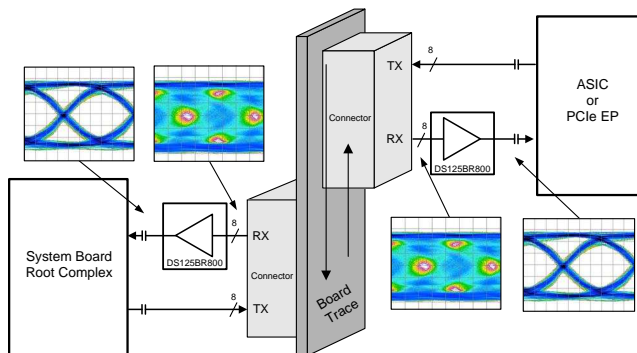 8
TX
ASIC
or
PCIe EP
Connector
8
RX
DS125BR800
8
System Board
Root Complex
RX
DS125BR800
Connector
8
TX
Board
Trace